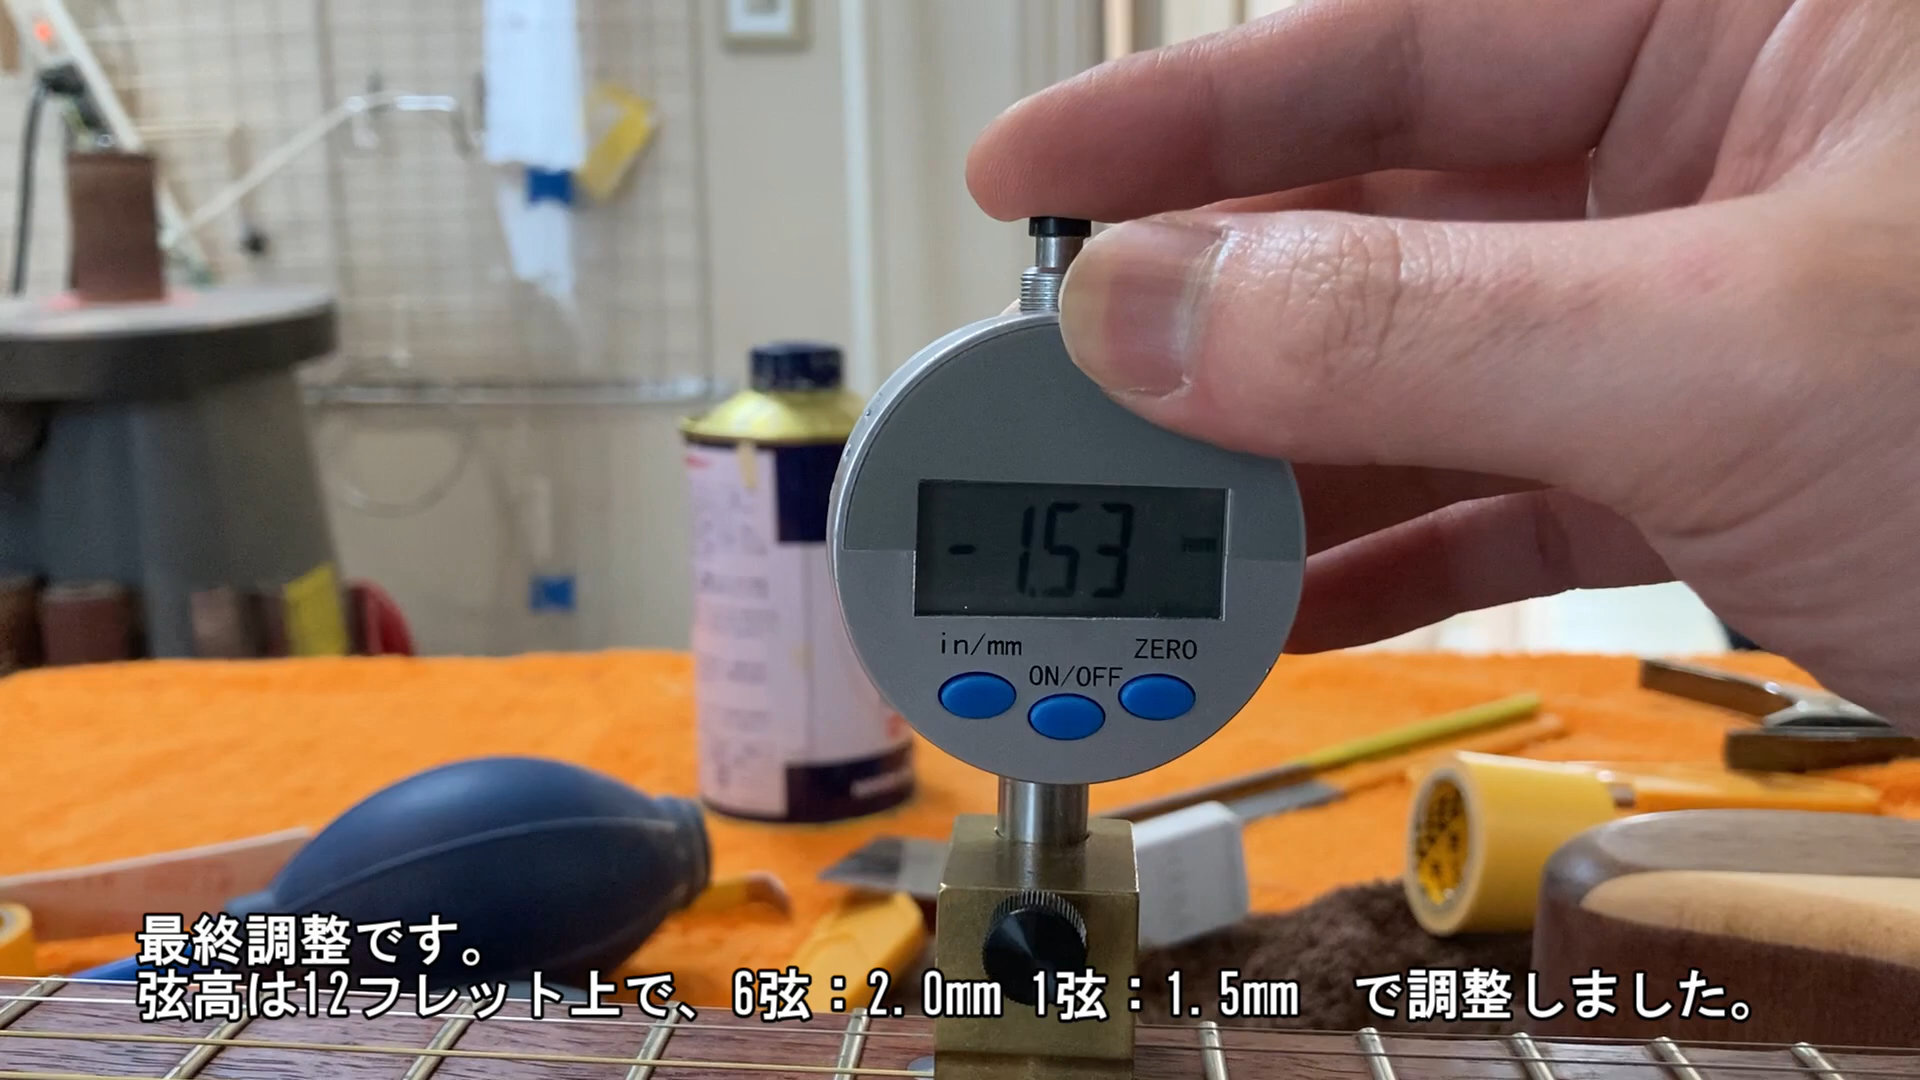 -1.53 mm
in/mm
ZERO
ON/OFF
最終調整です。
弦高は12フレット上で、6弦：2.0mm 1弦：1.5mm　で調整しました。